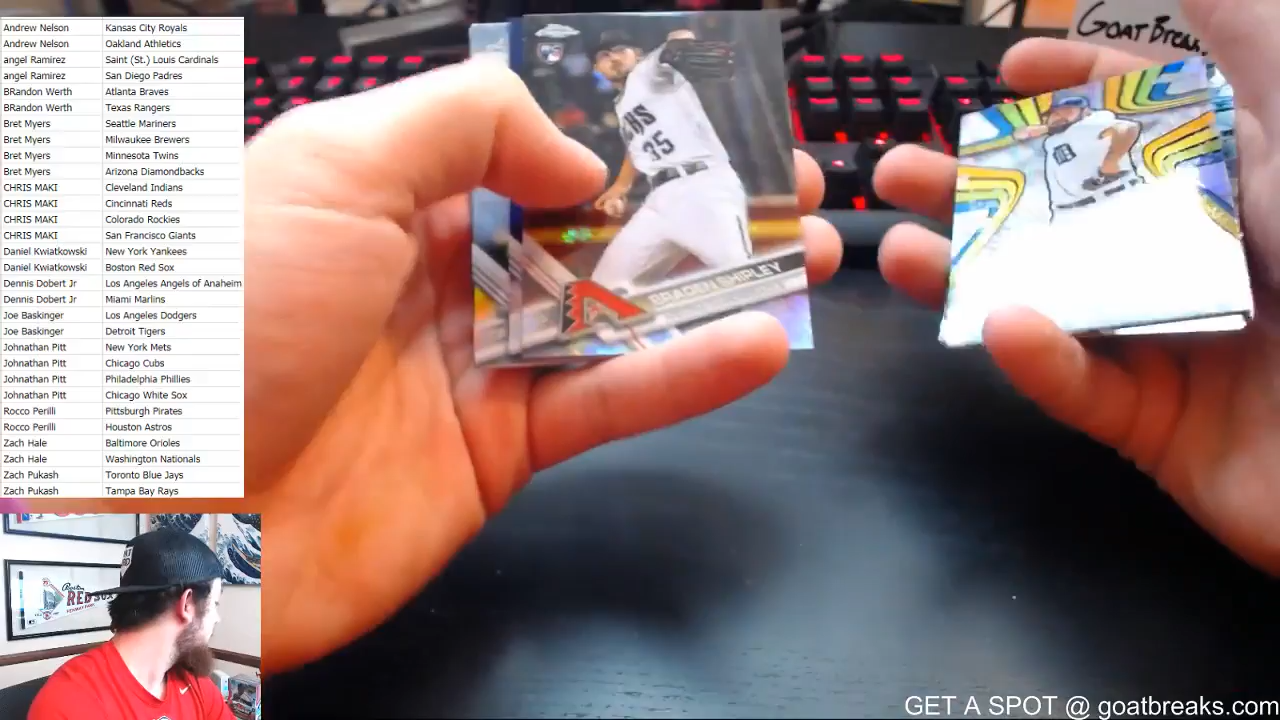 Andrew Nelson Kansas City Royals
Andrew Nelson Oakland Athletics
angel Ramirez Saint (St.) Louis Cardinals
angel Ramirez San Diego Padres
BRandon Werth Atlanta Braves
BRandon Werth Texas Rangers
Bret Myers Seattle Mariners
Bret Myers Milwaukee Brewers
Bret Myers Minnesota Twins
Bret Myers Arizona Diamondbacks
CHRIS MAKI Cleveland Indians
CHRIS MAKI Cincinnati Reds
CHRIS MAKI Colorado Rockies
CHRIS MAKI San Francisco Giants
Daniel Kwiatkowski New York Yankees
Daniel Kwiatkowski Boston Red Sox
Dennis Dobert Jr Los Angeles Angels of Anaheim
Dennis Dobert Jr Miami Marlins
Joe Baskinger Los Angeles Dodgers
Joe Baskinger Detroit Tigers
Johnathan Pitt New York Mets
Johnathan Pitt Chicago Cubs
Johnathan Pitt Philadelphia Phillies
Johnathan Pitt Chicago White Sox
Rocco Perilli Pittsburgh Pirates
Rocco Perilli Houston Astros
Zach Hale Baltimore Orioles
Zach Hale Washington Nationals
Zach Pukash Toronto Blue Jays
Zach Pukash Tampa Bay Rays
GOAT Break
35
BRADEN SHIPLEY
Boston
RED SOX
GET A SPOT @ goatbreaks.com